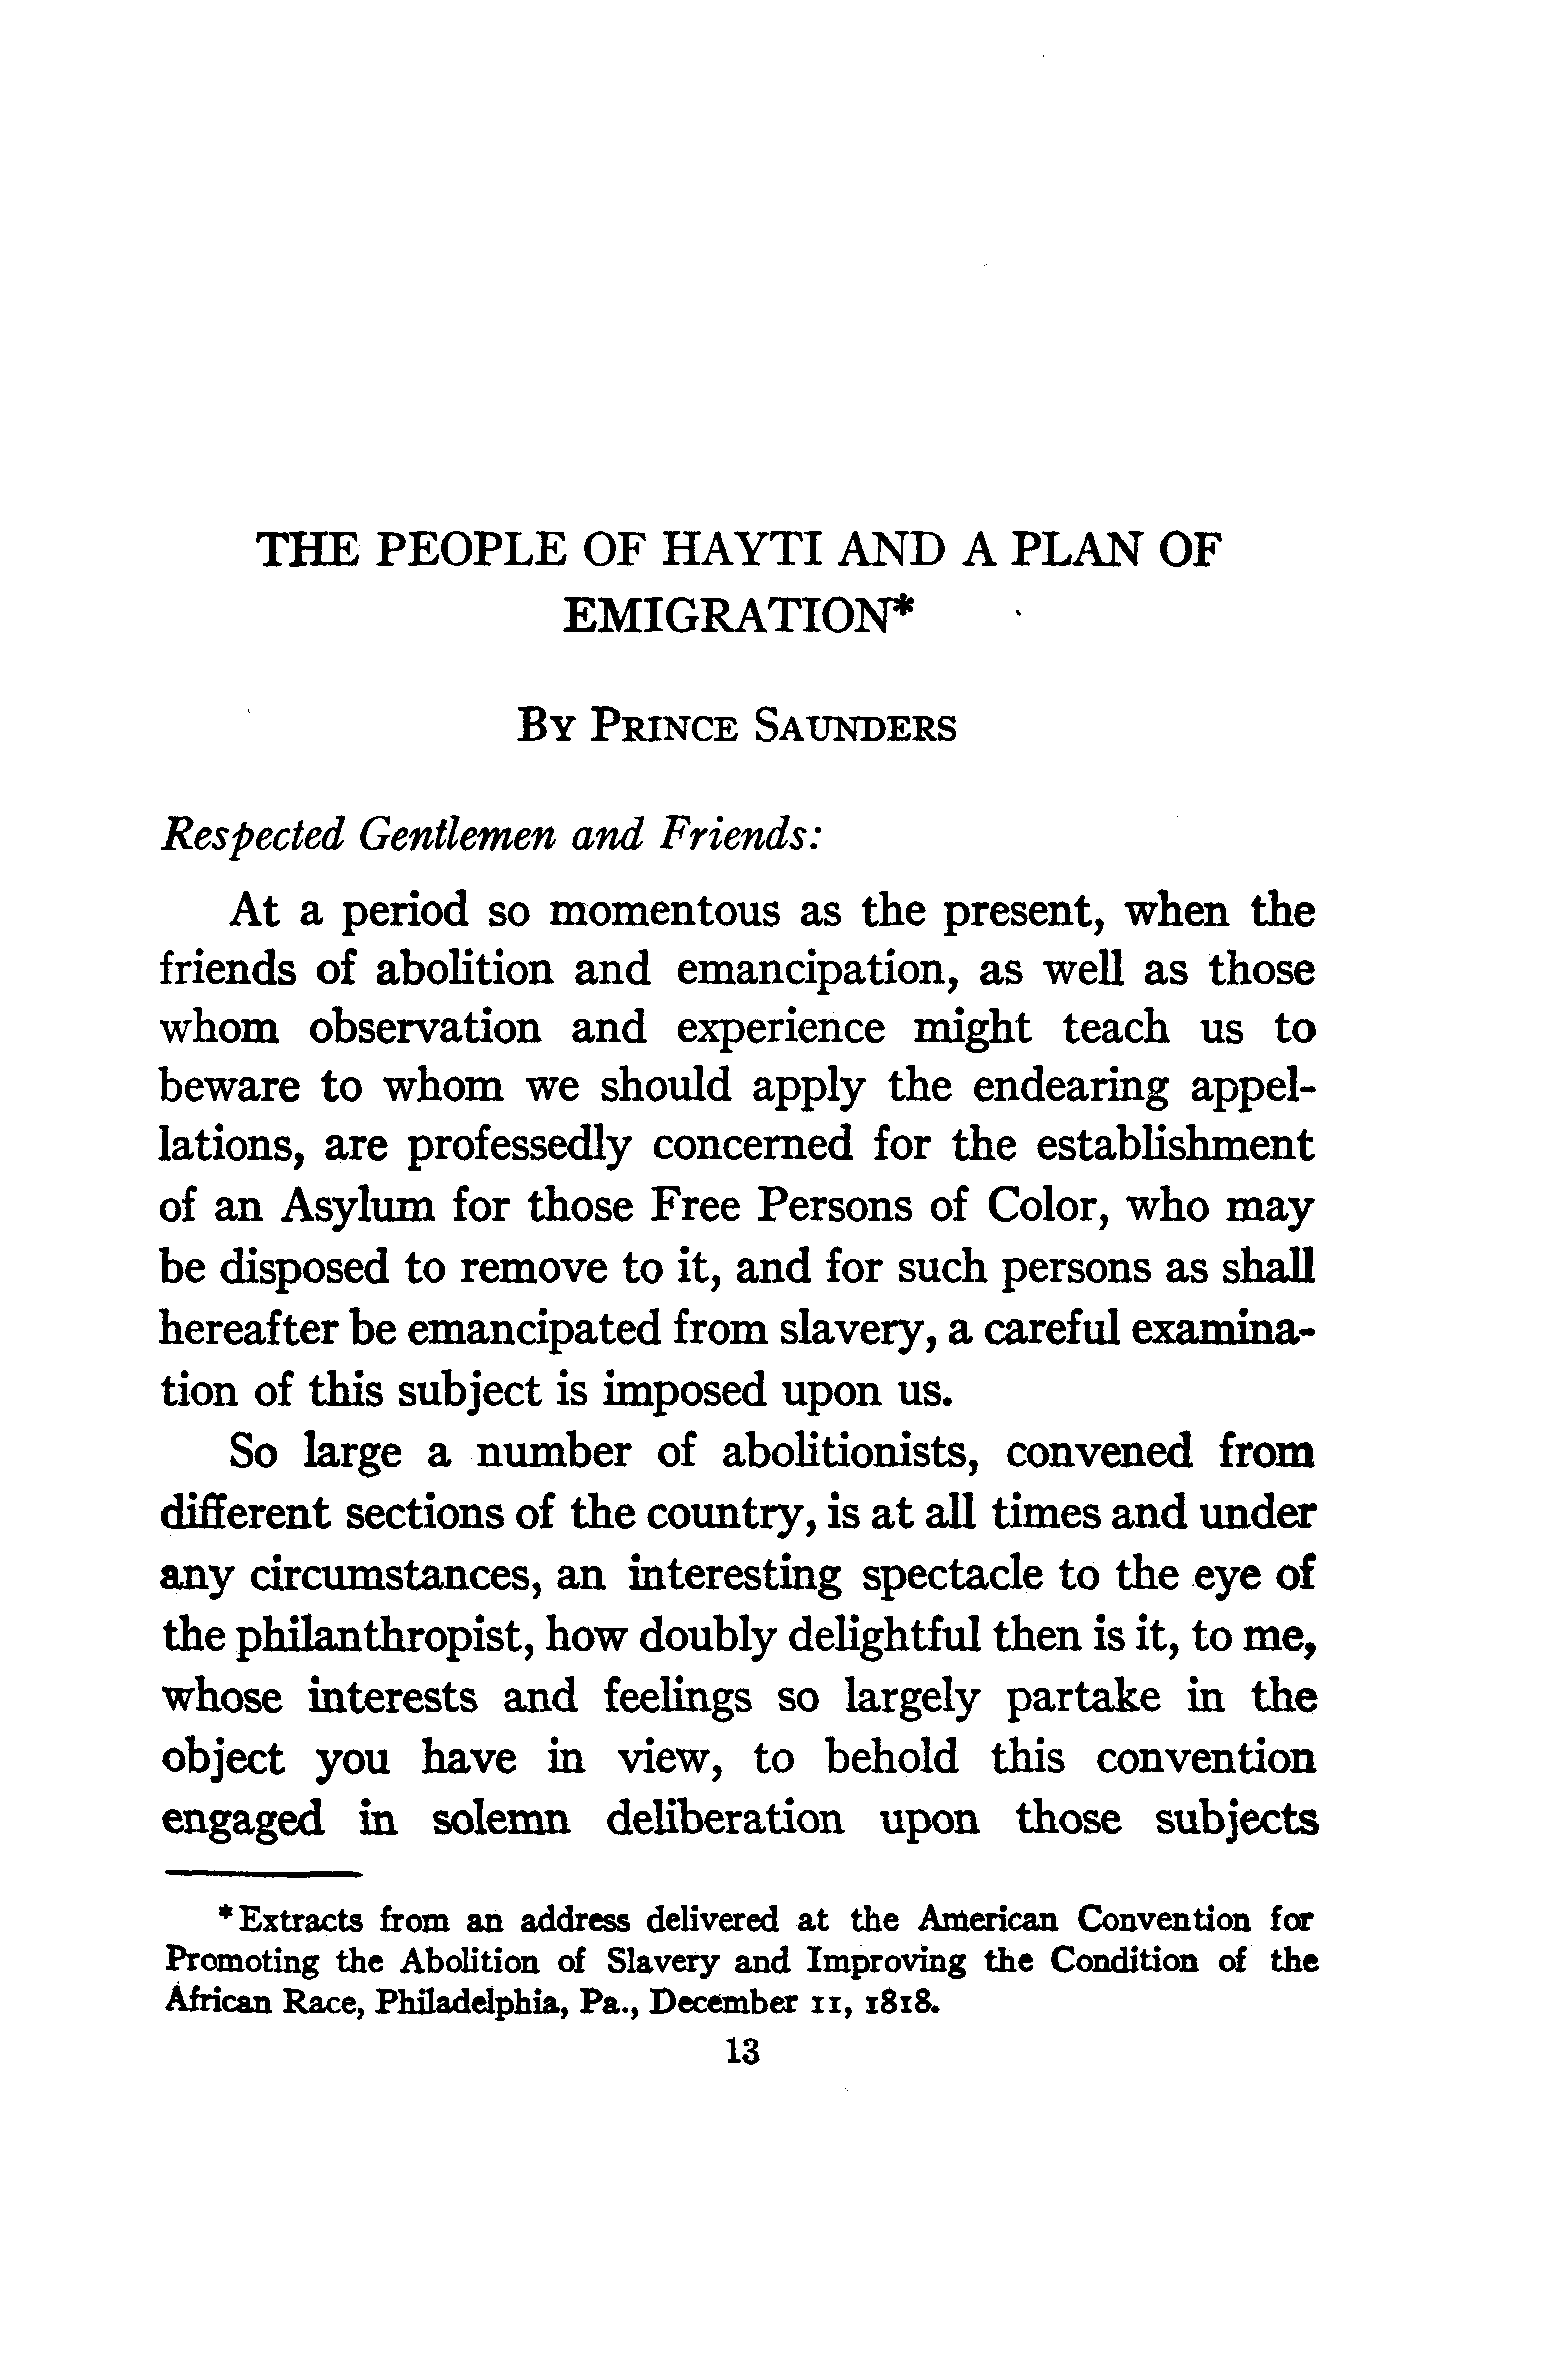 THE PEOPLE OF HAYTI AND A PLAN OF
EMIGRATION*
By Prince Saunders
Respected Gentlemen and Friends:
At a period so momentous as the present, when the
friends of abolition and emancipation, as well as those
whom observation and experience might teach us to
beware to whom we should apply the endearing appel-
lations, are professedly concerned for the establishment
of an Asylum for those Free Persons of Color, who may
be disposed to remove to it, and for such persons as shall
hereafter be emancipated from slavery, a careful examina-
tion of this subject is imposed upon us.
So large a number of abolitionists, convened from
different sections of the country, is at all times and under
any circumstances, an interesting spectacle to the eye of
the philanthropist, how doubly delightful then is it, to me,
whose interests and feelings so largely partake in the
object you have in view, to behold this convention
engaged in solemn deliberation upon those subjects
*Extracts from an address delivered at the American Convention for
Promoting the Abolition of Slavery and Improving the Condition of the
African Race, Philadelphia, Pa., December 11, 1818.
13